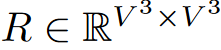 R ∈ ℝ^{V^3 × V^3}